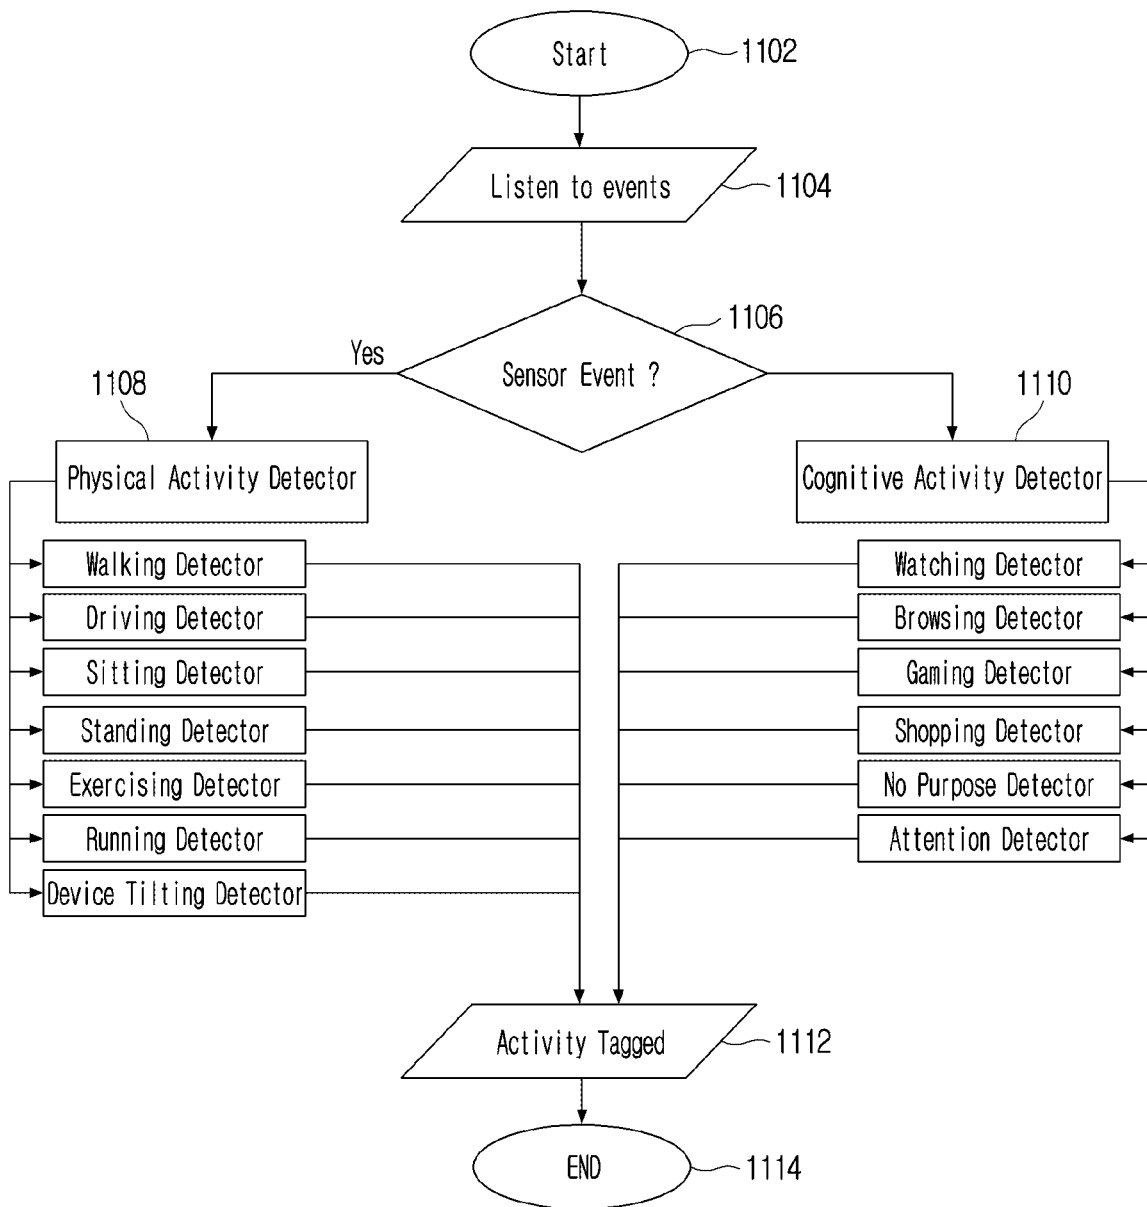 Start
1102
Listen to events
1104
1106
Yes
Sensor Event ?
1108
1110
Physical Activity Detector
Cognitive Activity Detector
Walking Detector
Watching Detector
Driving Detector
Browsing Detector
Sitting Detector
Gaming Detector
Standing Detector
Shopping Detector
Exercising Detector
No Purpose Detector
Running Detector
Attention Detector
Device Tilting Detector
Activity Tagged
1112
END
1114